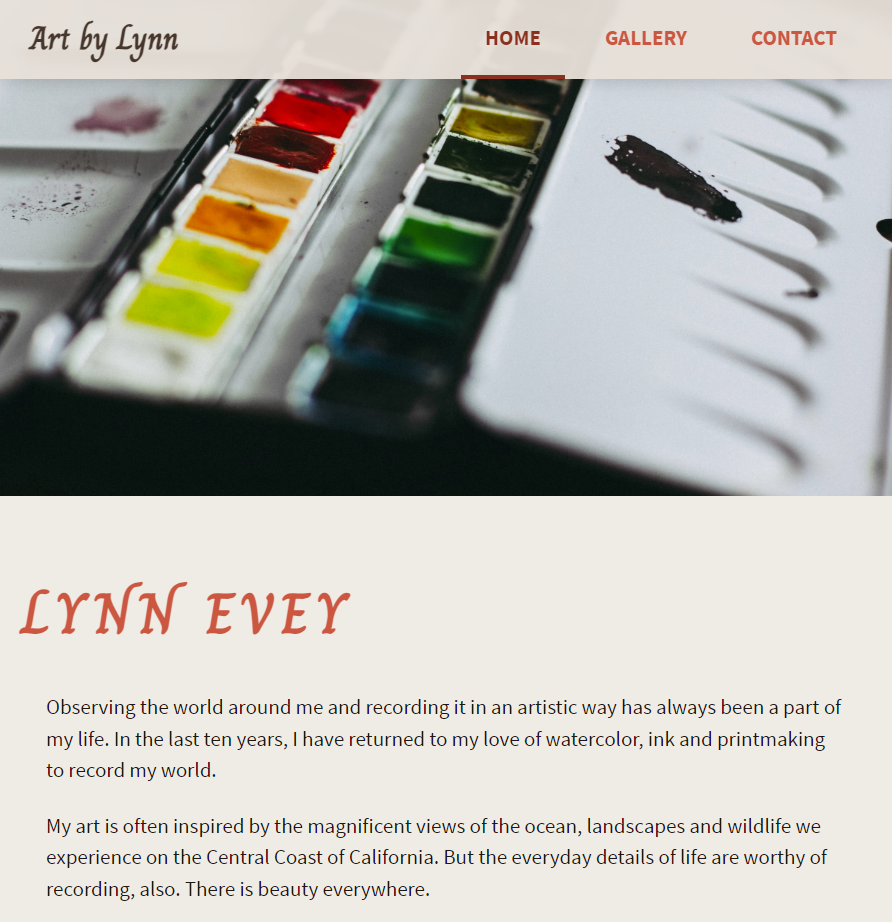 Art by Lynn
HOME GALLERY CONTACT
LYNN EVEY
Observing the world around me and recording it in an artistic way has always been a part of
my life. In the last ten years, I have returned to my love of watercolor, ink and printmaking
to record my world.
My art is often inspired by the magnificent views of the ocean, landscapes and wildlife we
experience on the Central Coast of California. But the everyday details of life are worthy of
recording, also. There is beauty everywhere.